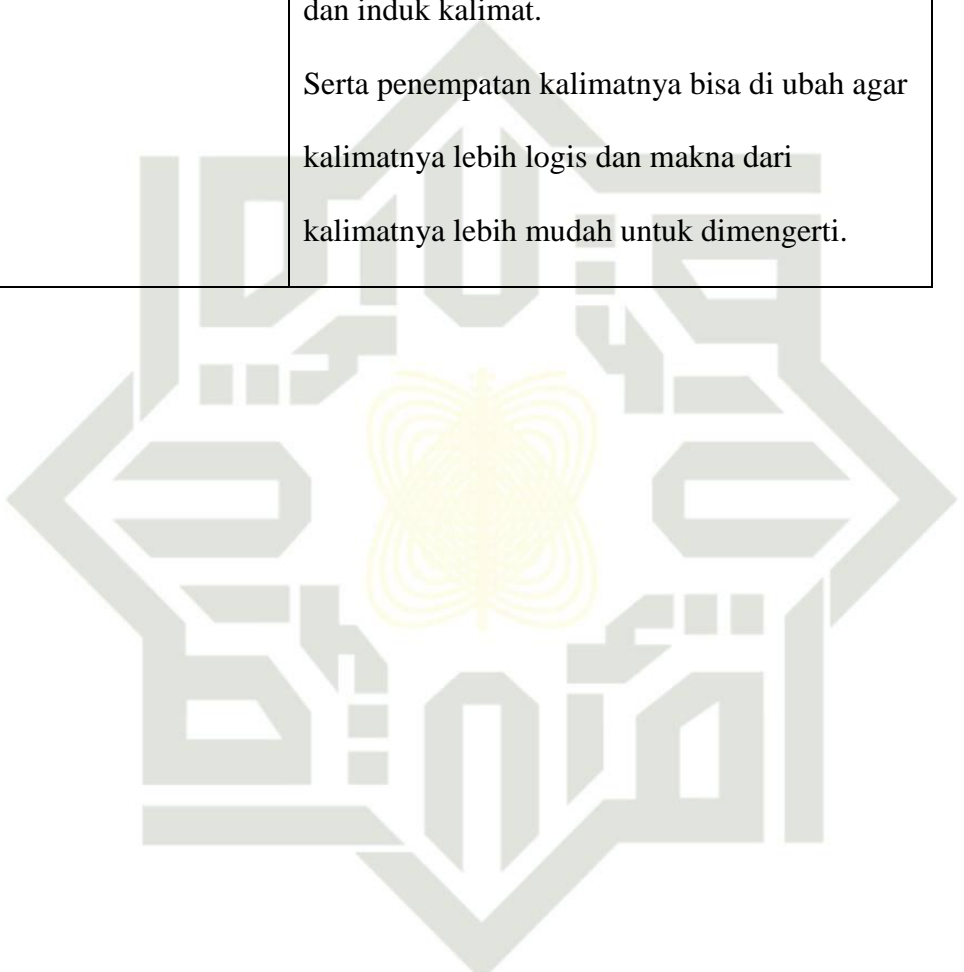 dan induk kalimat.
Serta penempatan kalimatnya bisa di ubah agar
kalimatnya lebih logis dan makna dari
kalimatnya lebih mudah untuk dimengerti.